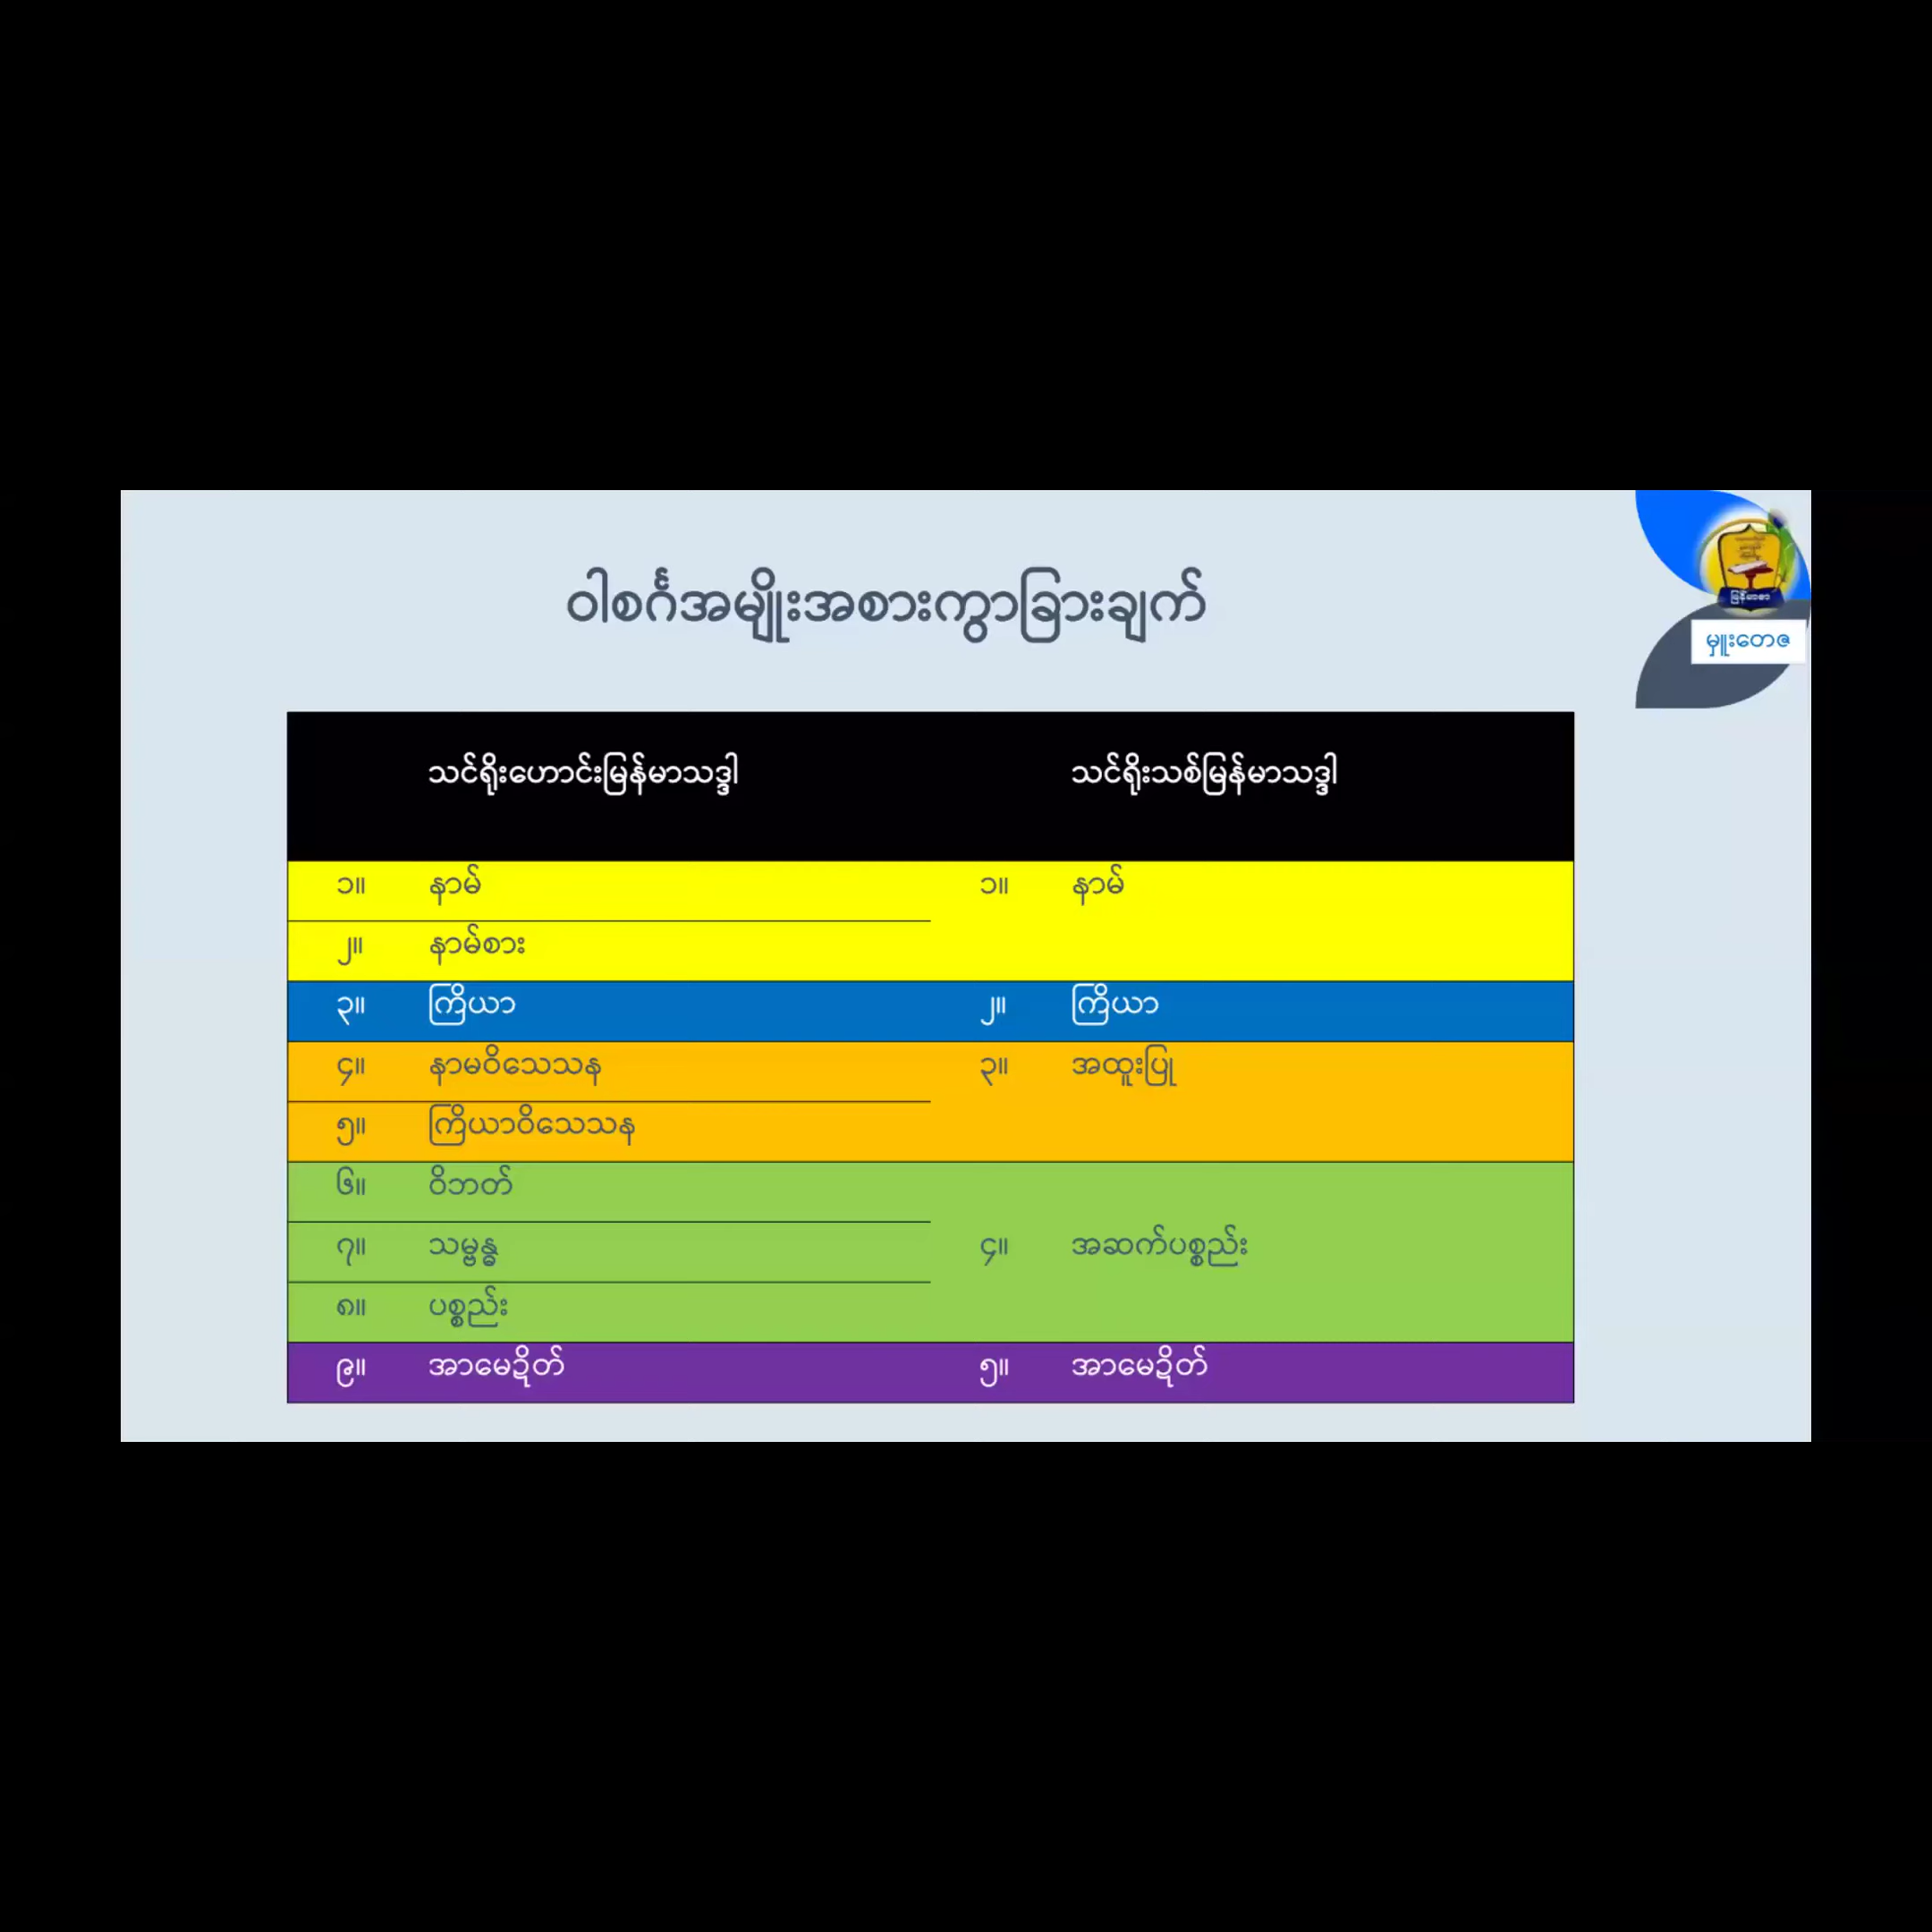 ဝါစင်္ဂအမျိုးအစားကွာခြားချက်
မြန်မာစာ
မှူးတေဇ
သင်ရိုးဟောင်းမြန်မာသဒ္ဒါ သင်ရိုးသစ်မြန်မာသဒ္ဒါ
၁။ နာမ် ၁။ နာမ်
၂။ နာမ်စား
၃။ ကြိယာ ၂။ ကြိယာ
၄။ နာမဝိသေသန ၃။ အထူးပြု
၅။ ကြိယာဝိသေသန
၆။ ဝိဘတ်
၇။ သမ္ဗန္ဓ ၄။ အဆက်ပစ္စည်း
၈။ ပစ္စည်း
၉။ အာမေဍိတ် ၅။ အာမေဍိတ်